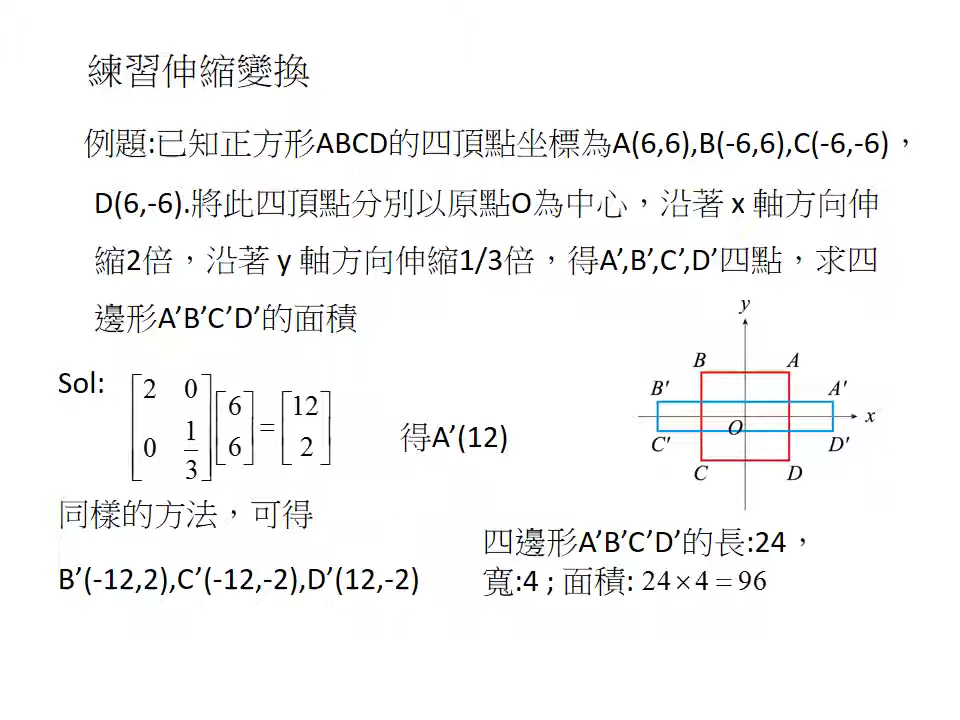 練習伸縮變換
例題:已知正方形ABCD的四頂點坐標為A(6,6),B(-6,6),C(-6,-6)，
D(6,-6).將此四頂點分別以原點O為中心，沿著 x 軸方向伸
縮2倍，沿著 y 軸方向伸縮1/3倍，得A’,B’,C’,D’四點，求四
邊形A’B’C’D’的面積
Sol:
[2 0; 0 1/3] [6; 6] = [12; 2]
得A’(12)
同樣的方法，可得
B’(-12,2),C’(-12,-2),D’(12,-2)
y
B A
B' A'
O x
C' D'
C D
四邊形A’B’C’D’的長:24，
寬:4 ; 面積: 24×4=96